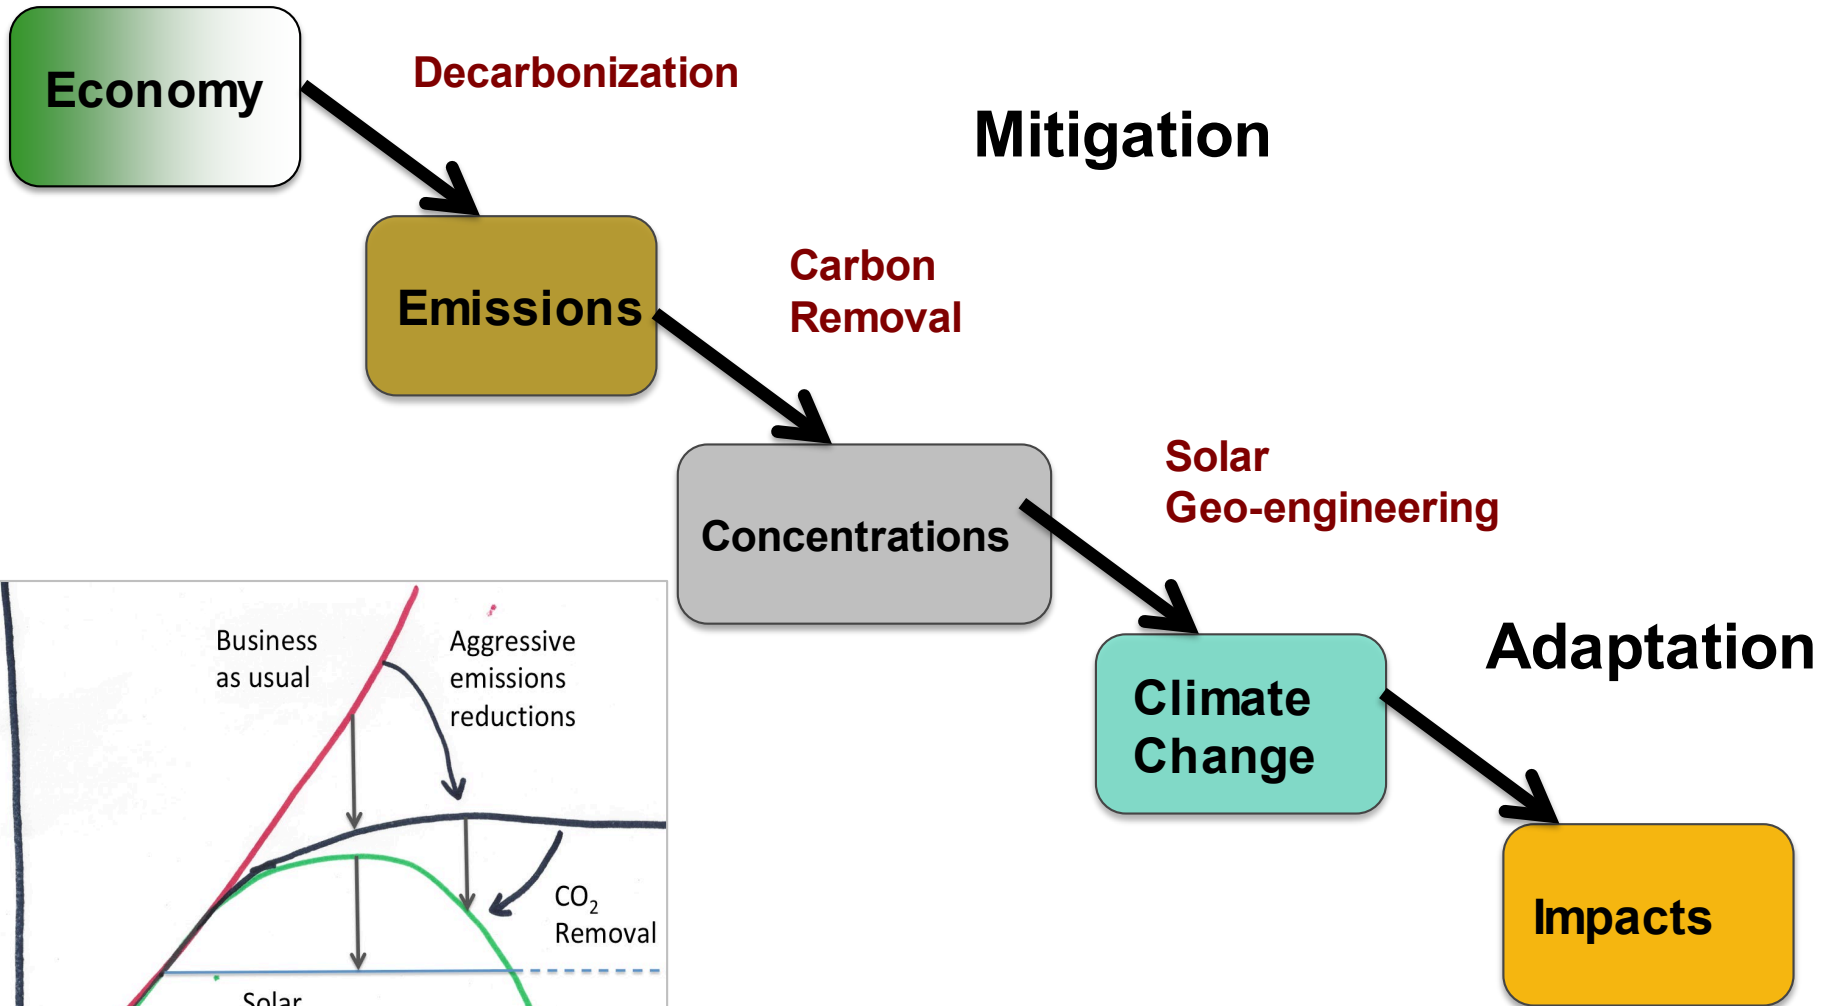 Economy
Decarbonization
Mitigation
Emissions
Carbon
Removal
Concentrations
Solar
Geo-engineering
Adaptation
Climate
Change
Impacts
Business
as usual
Aggressive
emissions
reductions
CO₂
Removal
Solar